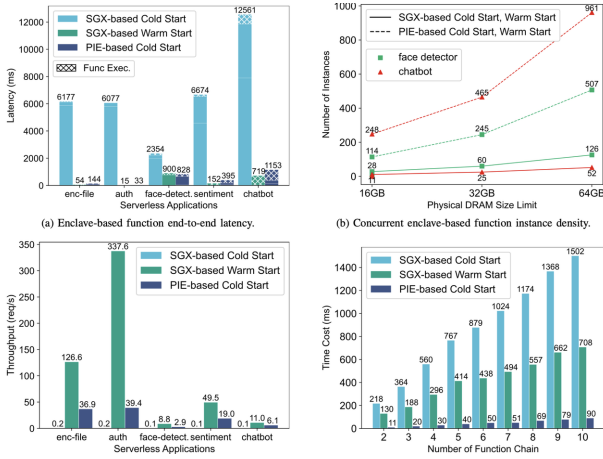 12561
12000
10000
8000
6000
4000
2000
0
Latency (ms)
SGX-based Cold Start
SGX-based Warm Start
PIE-based Cold Start
Func Exec.
6177
54
144
6077
15
33
2354
900
828
6674
152
395
719
1153
enc-file
auth
face-detect.
sentiment
chatbot
Serverless Applications
(a) Enclave-based function end-to-end latency.
1000
800
600
400
200
0
Number of Instances
SGX-based Cold Start, Warm Start
PIE-based Cold Start, Warm Start
face detector
chatbot
961
507
465
245
248
114
28
11
60
25
126
52
16GB
32GB
64GB
Physical DRAM Size Limit
(b) Concurrent enclave-based function instance density.
350
300
250
200
150
100
50
0
Throughput (req/s)
SGX-based Cold Start
SGX-based Warm Start
PIE-based Cold Start
0.2
126.6
36.9
0.2
337.6
39.4
0.1
8.8
2.9
0.1
49.5
19.0
0.1
11.0
6.1
enc-file
auth
face-detect.
sentiment
chatbot
Serverless Applications
1400
1200
1000
800
600
400
200
0
Time Cost (ms)
SGX-based Cold Start
SGX-based Warm Start
PIE-based Cold Start
218
130
11
364
188
20
560
296
30
767
414
40
879
438
50
1024
494
51
1174
557
69
1368
662
79
1502
708
90
2
3
4
5
6
7
8
9
10
Number of Function Chain